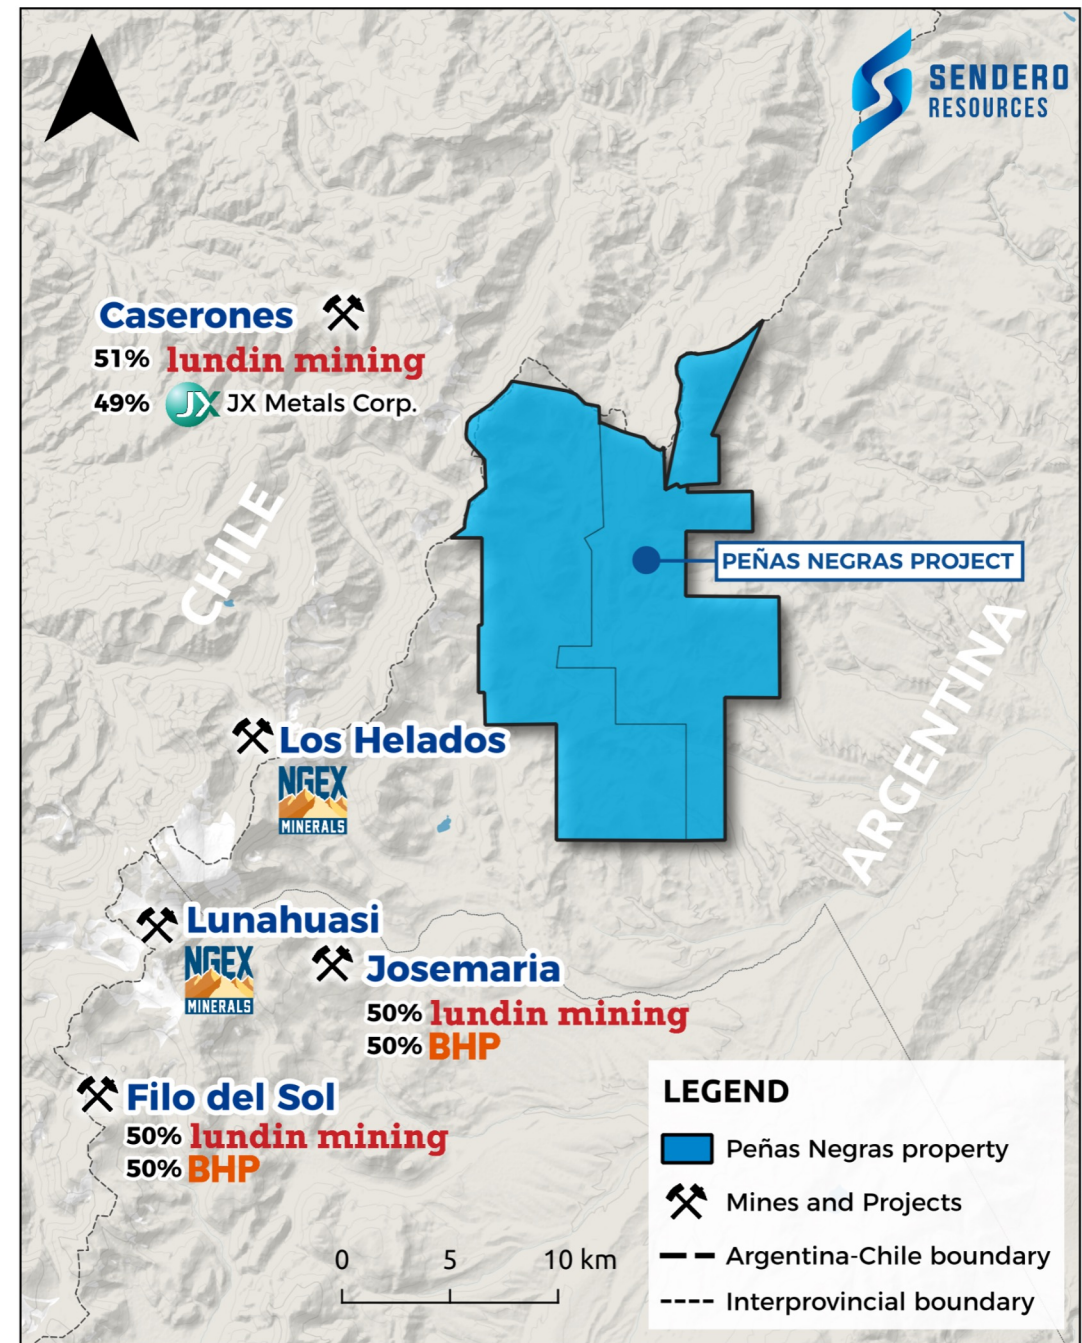 SENDERO
RESOURCES
Caserones
51% lundin mining
49% JX JX Metals Corp.
CHILE
PEÑAS NEGRAS PROJECT
ARGENTINA
Los Helados
NGEX
MINERALS
Lunahuasi
NGEX
MINERALS
Josemaria
50% lundin mining
50% BHP
Filo del Sol
50% lundin mining
50% BHP
LEGEND
Peñas Negras property
Mines and Projects
Argentina-Chile boundary
Interprovincial boundary
0 5 10 km